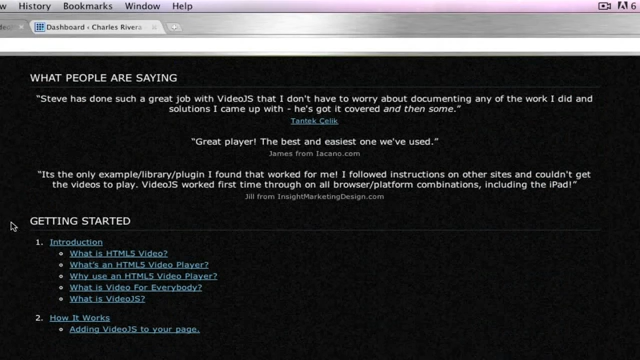 History Bookmarks Window Help
Dashboard ‹ Charles Rivera
WHAT PEOPLE ARE SAYING
“Steve has done such a great job with VideoJS that I don't have to worry about documenting any of the work I did and
solutions I came up with - he's got it covered and then some.”
Tantek Celik
“Great player! The best and easiest one we've used.”
James from Iacano.com
“Its the only example/library/plugin I found that worked for me! I followed instructions on other sites and couldn't get
the videos to play. VideoJS worked first time through on all browser/platform combinations, including the iPad!”
Jill from InsightMarketingDesign.com
GETTING STARTED
1. Introduction
What is HTML5 Video?
What's an HTML5 Video Player?
Why use an HTML5 Video Player?
What is Video For Everybody?
What is VideoJS?
2. How It Works
Adding VideoJS to your page.